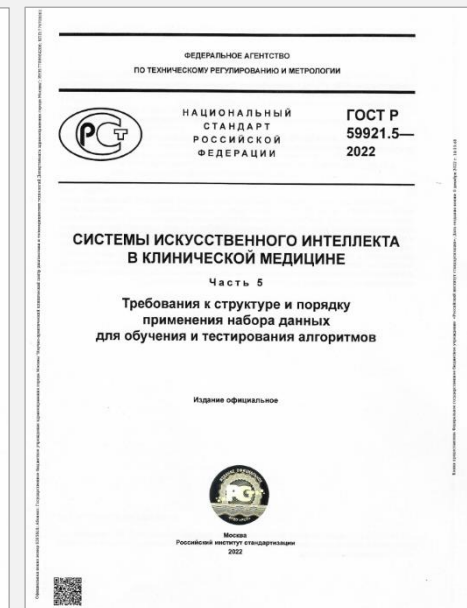 ФЕДЕРАЛЬНОЕ АГЕНТСТВО
ПО ТЕХНИЧЕСКОМУ РЕГУЛИРОВАНИЮ И МЕТРОЛОГИИ
НАЦИОНАЛЬНЫЙ
СТАНДАРТ
РОССИЙСКОЙ
ФЕДЕРАЦИИ
ГОСТ Р
59921.5—
2022
СИСТЕМЫ ИСКУССТВЕННОГО ИНТЕЛЛЕКТА
В КЛИНИЧЕСКОЙ МЕДИЦИНЕ
Часть 5
Требования к структуре и порядку
применения набора данных
для обучения и тестирования алгоритмов
Издание официальное
Москва
Российский институт стандартизации
2022